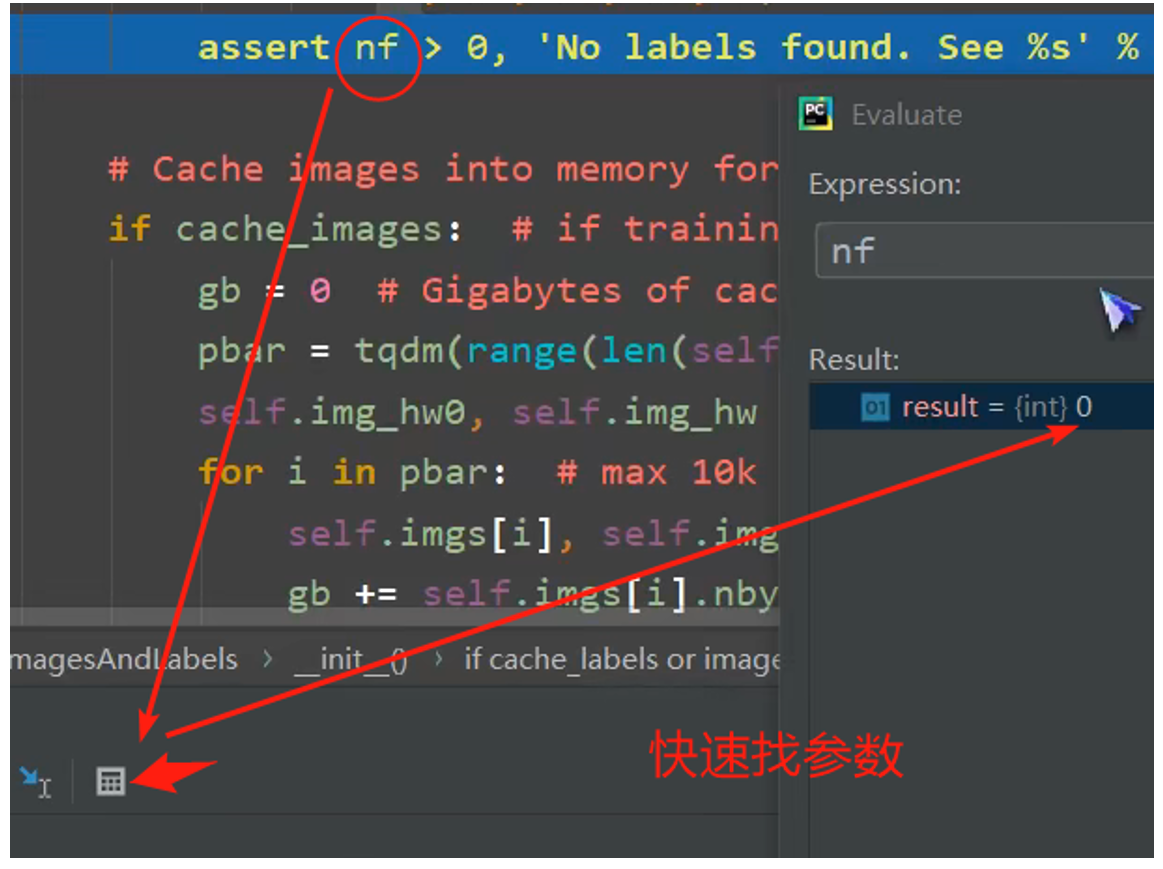 assert nf > 0, 'No labels found. See %s' %
PC Evaluate
# Cache images into memory for
Expression:
if cache_images:  # if trainin
nf
gb = 0  # Gigabytes of cac
pbar = tqdm(range(len(self
Result:
self.img_hw0, self.img_hw
01 result = {int} 0
for i in pbar:  # max 10k
self.imgs[i], self.img
gb += self.imgs[i].nby
magesAndLabels > __init__() > if cache_labels or image
快速找参数